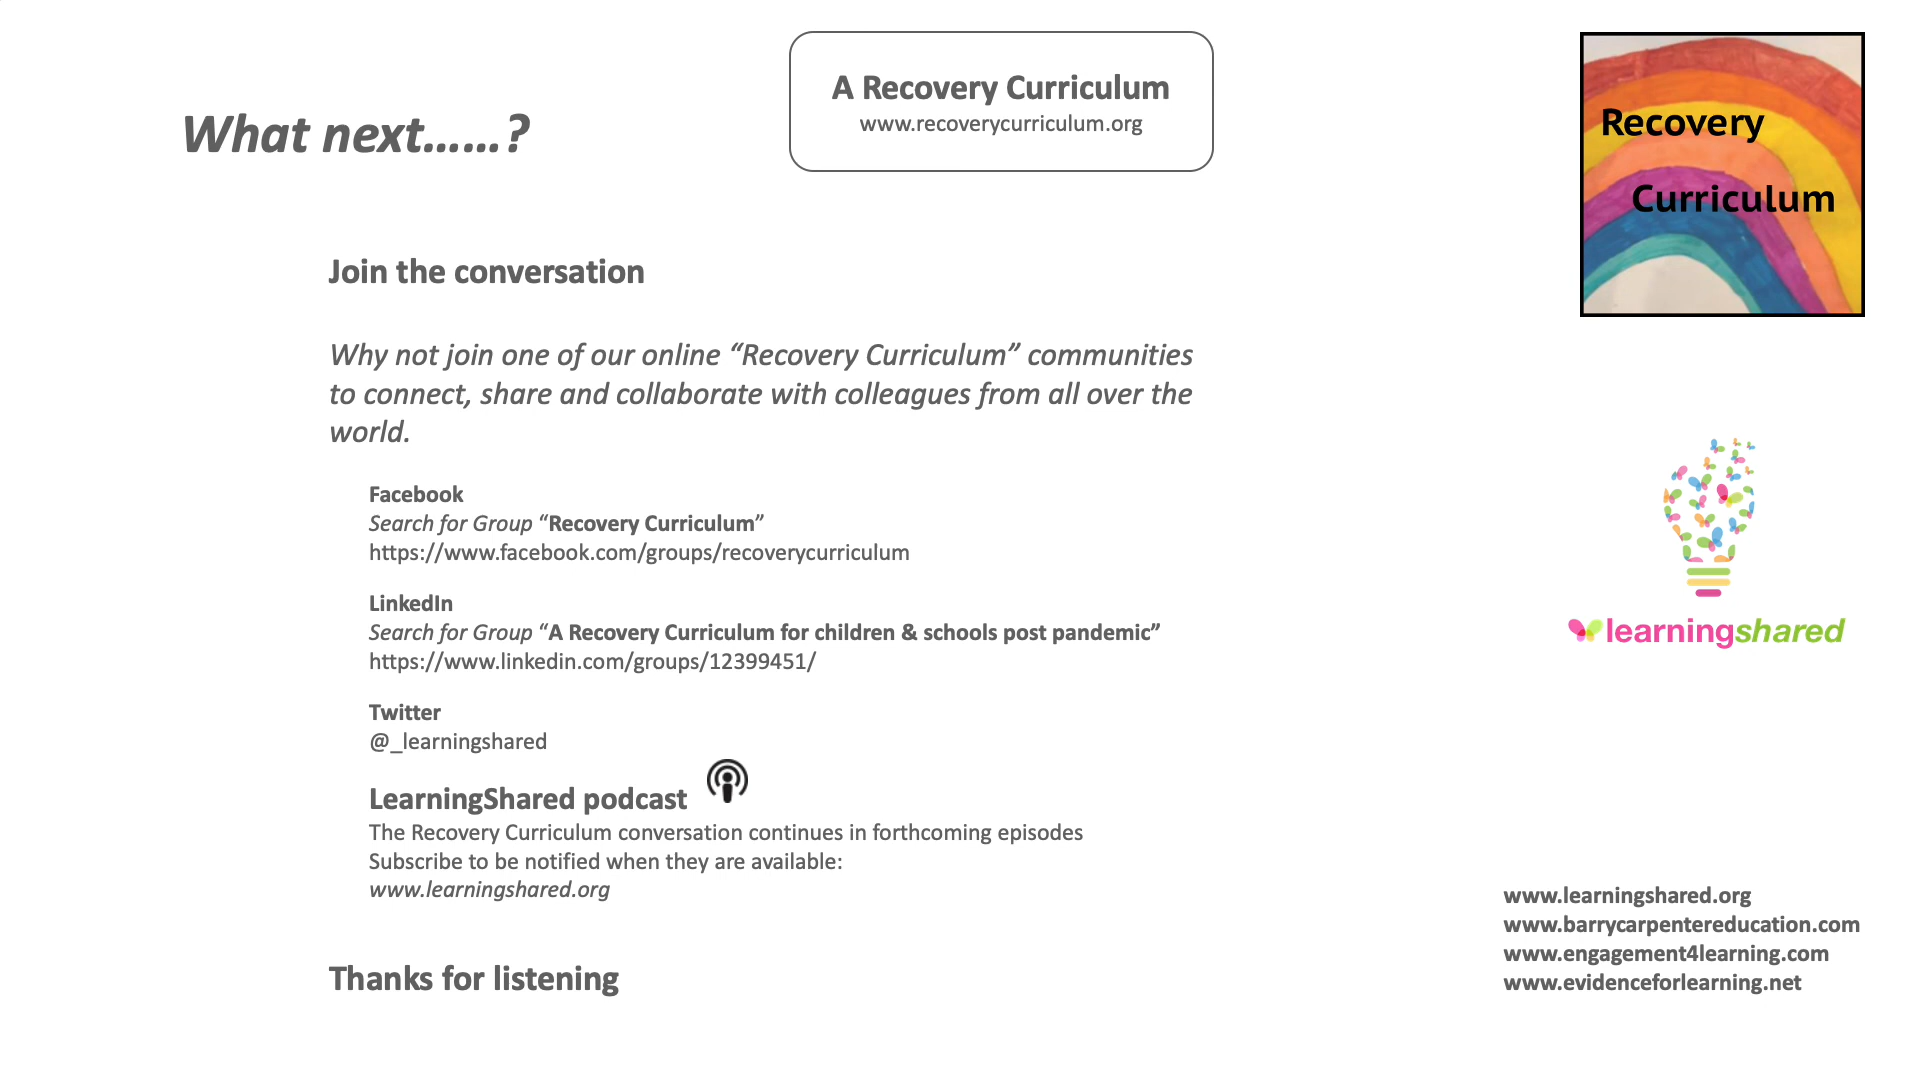 What next……?
A Recovery Curriculum
www.recoverycurriculum.org
Recovery
Curriculum
Join the conversation
Why not join one of our online “Recovery Curriculum” communities
to connect, share and collaborate with colleagues from all over the
world.
Facebook
Search for Group “Recovery Curriculum”
https://www.facebook.com/groups/recoverycurriculum
LinkedIn
Search for Group “A Recovery Curriculum for children & schools post pandemic”
https://www.linkedin.com/groups/12399451/
Twitter
@_learningshared
LearningShared podcast
The Recovery Curriculum conversation continues in forthcoming episodes
Subscribe to be notified when they are available:
www.learningshared.org
Thanks for listening
learningshared
www.learningshared.org
www.barrycarpentereducation.com
www.engagement4learning.com
www.evidenceforlearning.net